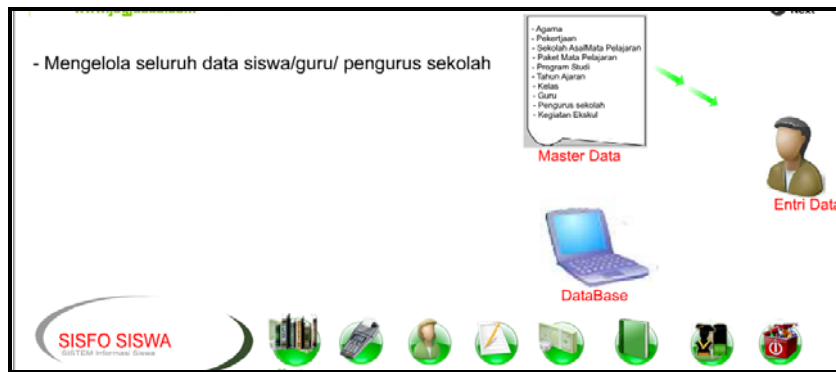 Next
- Mengelola seluruh data siswa/guru/ pengurus sekolah
- Agama
- Pekertjaan
- Sekolah AsalMata Pelajaran
- Paket Mata Pelajaran
- Program Studi
- Tahun Ajaran
- Kelas
- Guru
- Pengurus sekolah
- Kegiatan Ekskul
Master Data
Entri Data
DataBase
SISFO SISWA
SISTEM Informasi Siswa